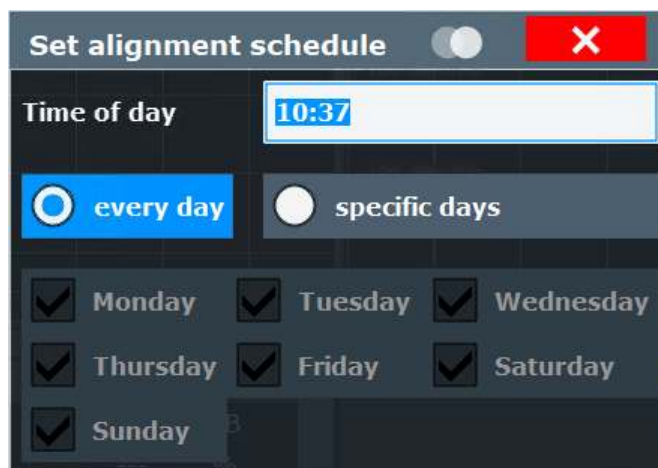 Set alignment schedule
Time of day 10:37
every day specific days
Monday Tuesday Wednesday
Thursday Friday Saturday
Sunday